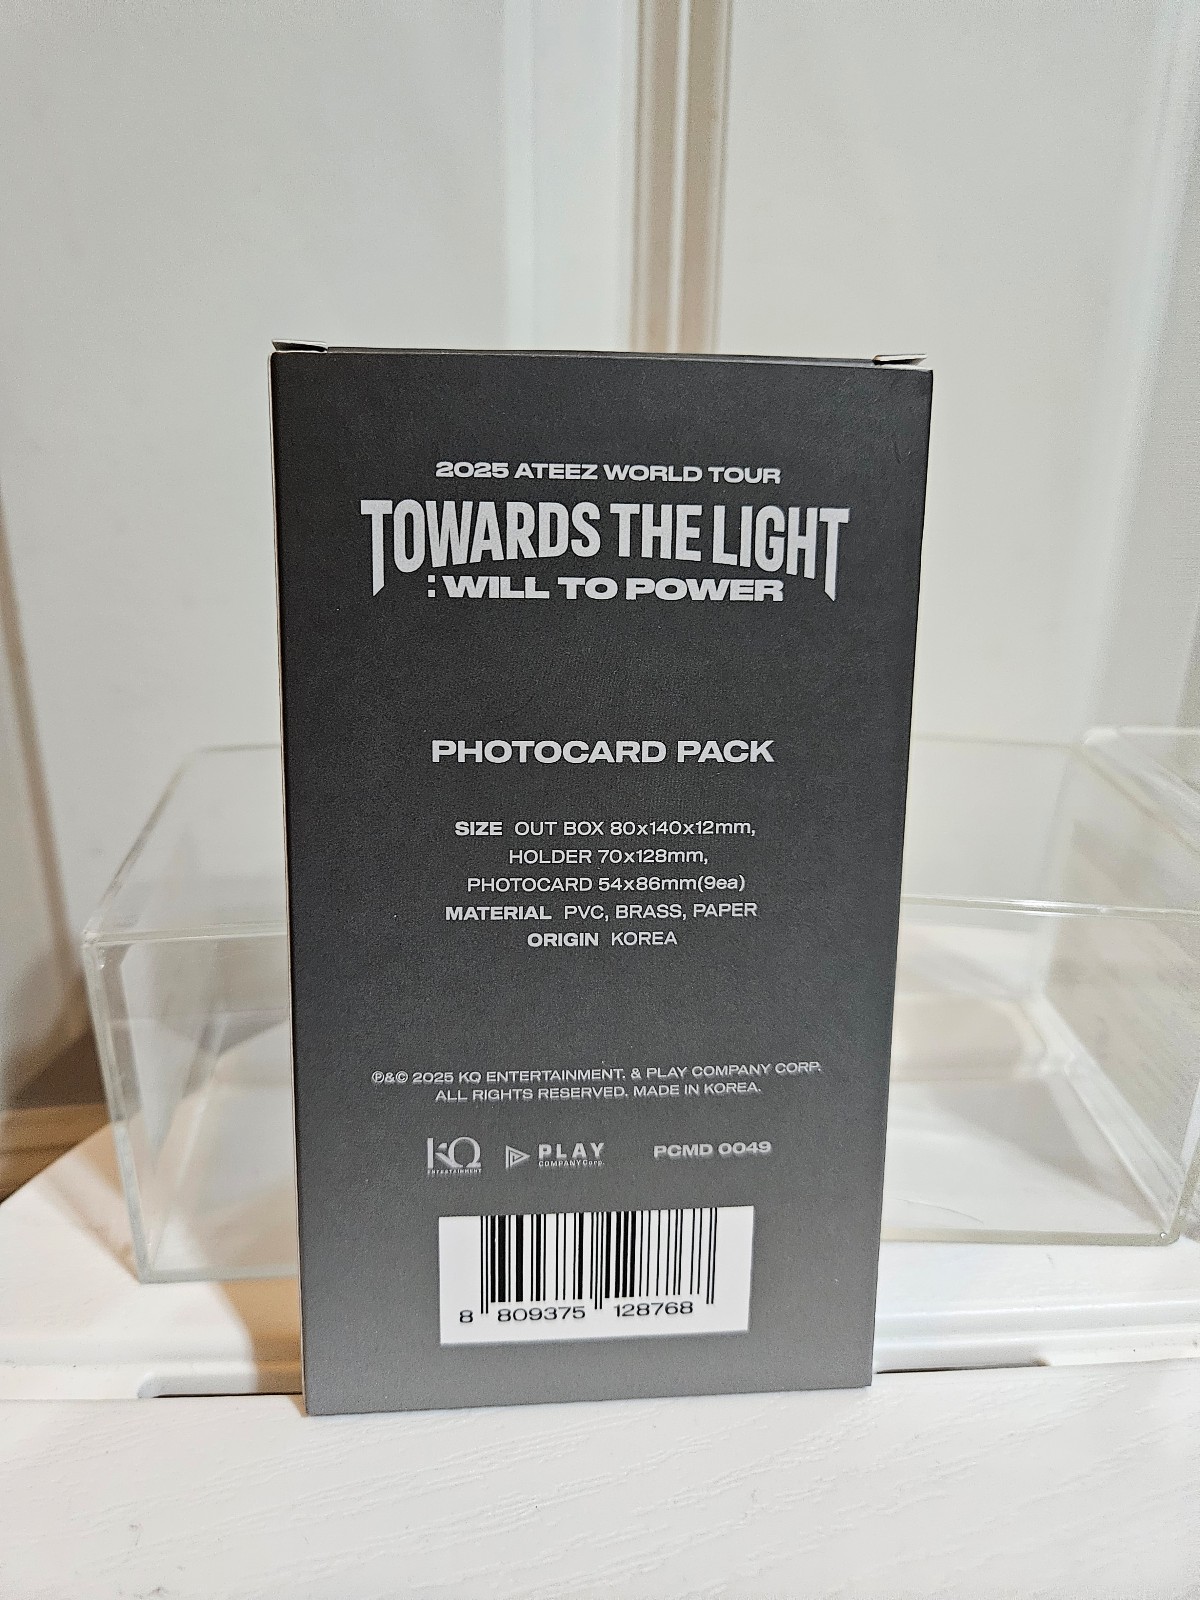 2025 ATEEZ WORLD TOUR
TOWARDS THE LIGHT
: WILL TO POWER
PHOTOCARD PACK
SIZE OUT BOX 80x140x12mm,
HOLDER 70x128mm,
PHOTOCARD 54x86mm(9ea)
MATERIAL PVC, BRASS, PAPER
ORIGIN KOREA
℗&© 2025 KQ ENTERTAINMENT. & PLAY COMPANY CORP.
ALL RIGHTS RESERVED. MADE IN KOREA.
KQ ENTERTAINMENT PLAY COMPANY Corp. PCMD 0049
8 809375 128768